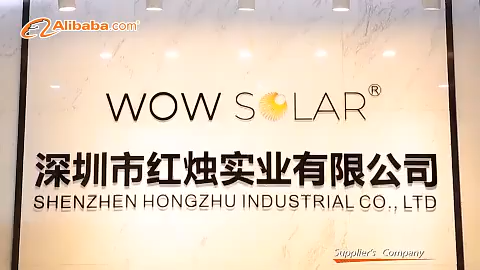 Alibaba.com
WOW SOLAR®
深圳市红烛实业有限公司
SHENZHEN HONGZHU INDUSTRIAL CO., LTD
Supplier's Company